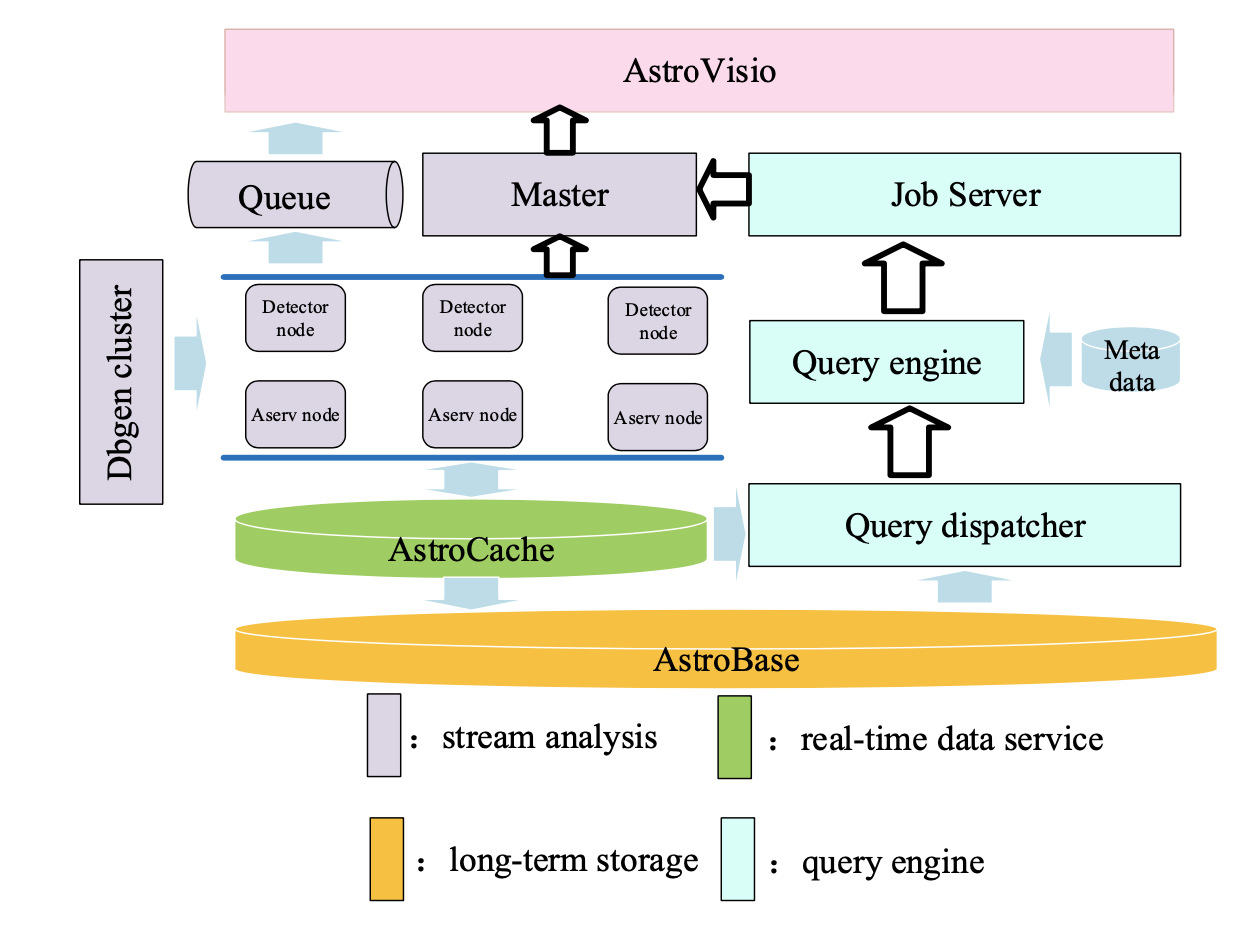 AstroVisio
Queue
Master
Job Server
Dbgen cluster
Detector
node
Detector
node
Detector
node
Aserv node
Aserv node
Aserv node
Query engine
Meta
data
Query dispatcher
AstroCache
AstroBase
：stream analysis
：real-time data service
：long-term storage
：query engine